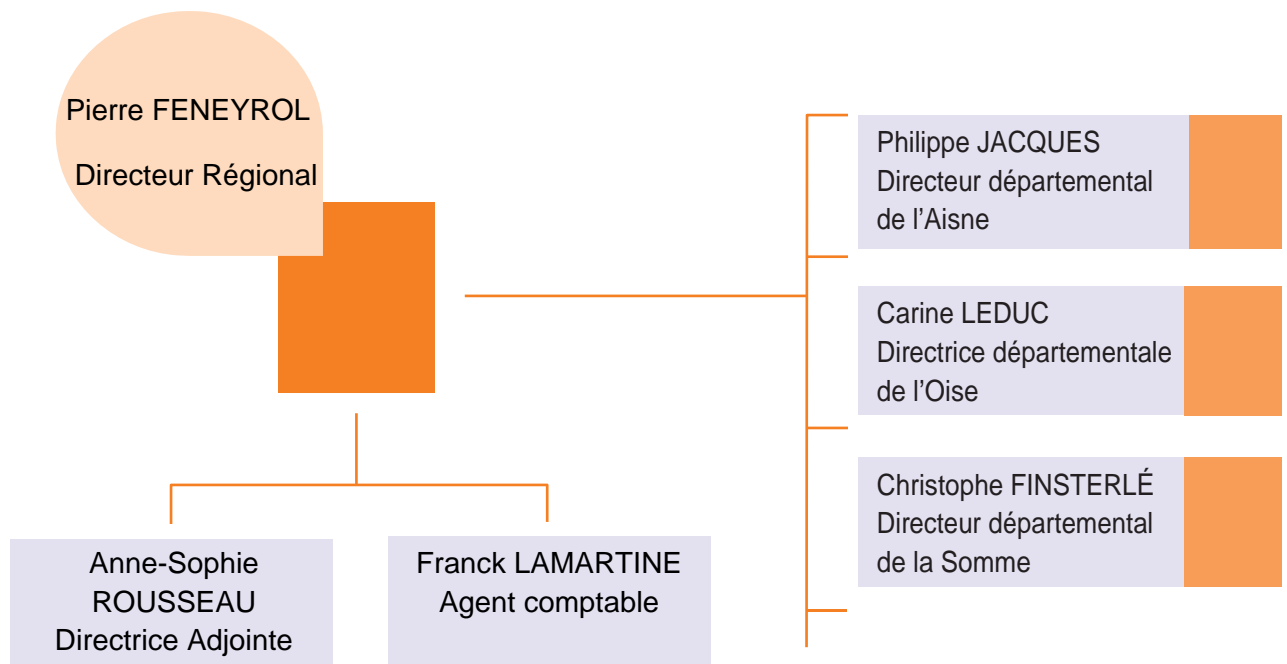 Pierre FENEYROL
Directeur Régional
Philippe JACQUES
Directeur départemental
de l’Aisne
Carine LEDUC
Directrice départementale
de l’Oise
Christophe FINSTERLÉ
Directeur départemental
de la Somme
Anne-Sophie
ROUSSEAU
Directrice Adjointe
Franck LAMARTINE
Agent comptable